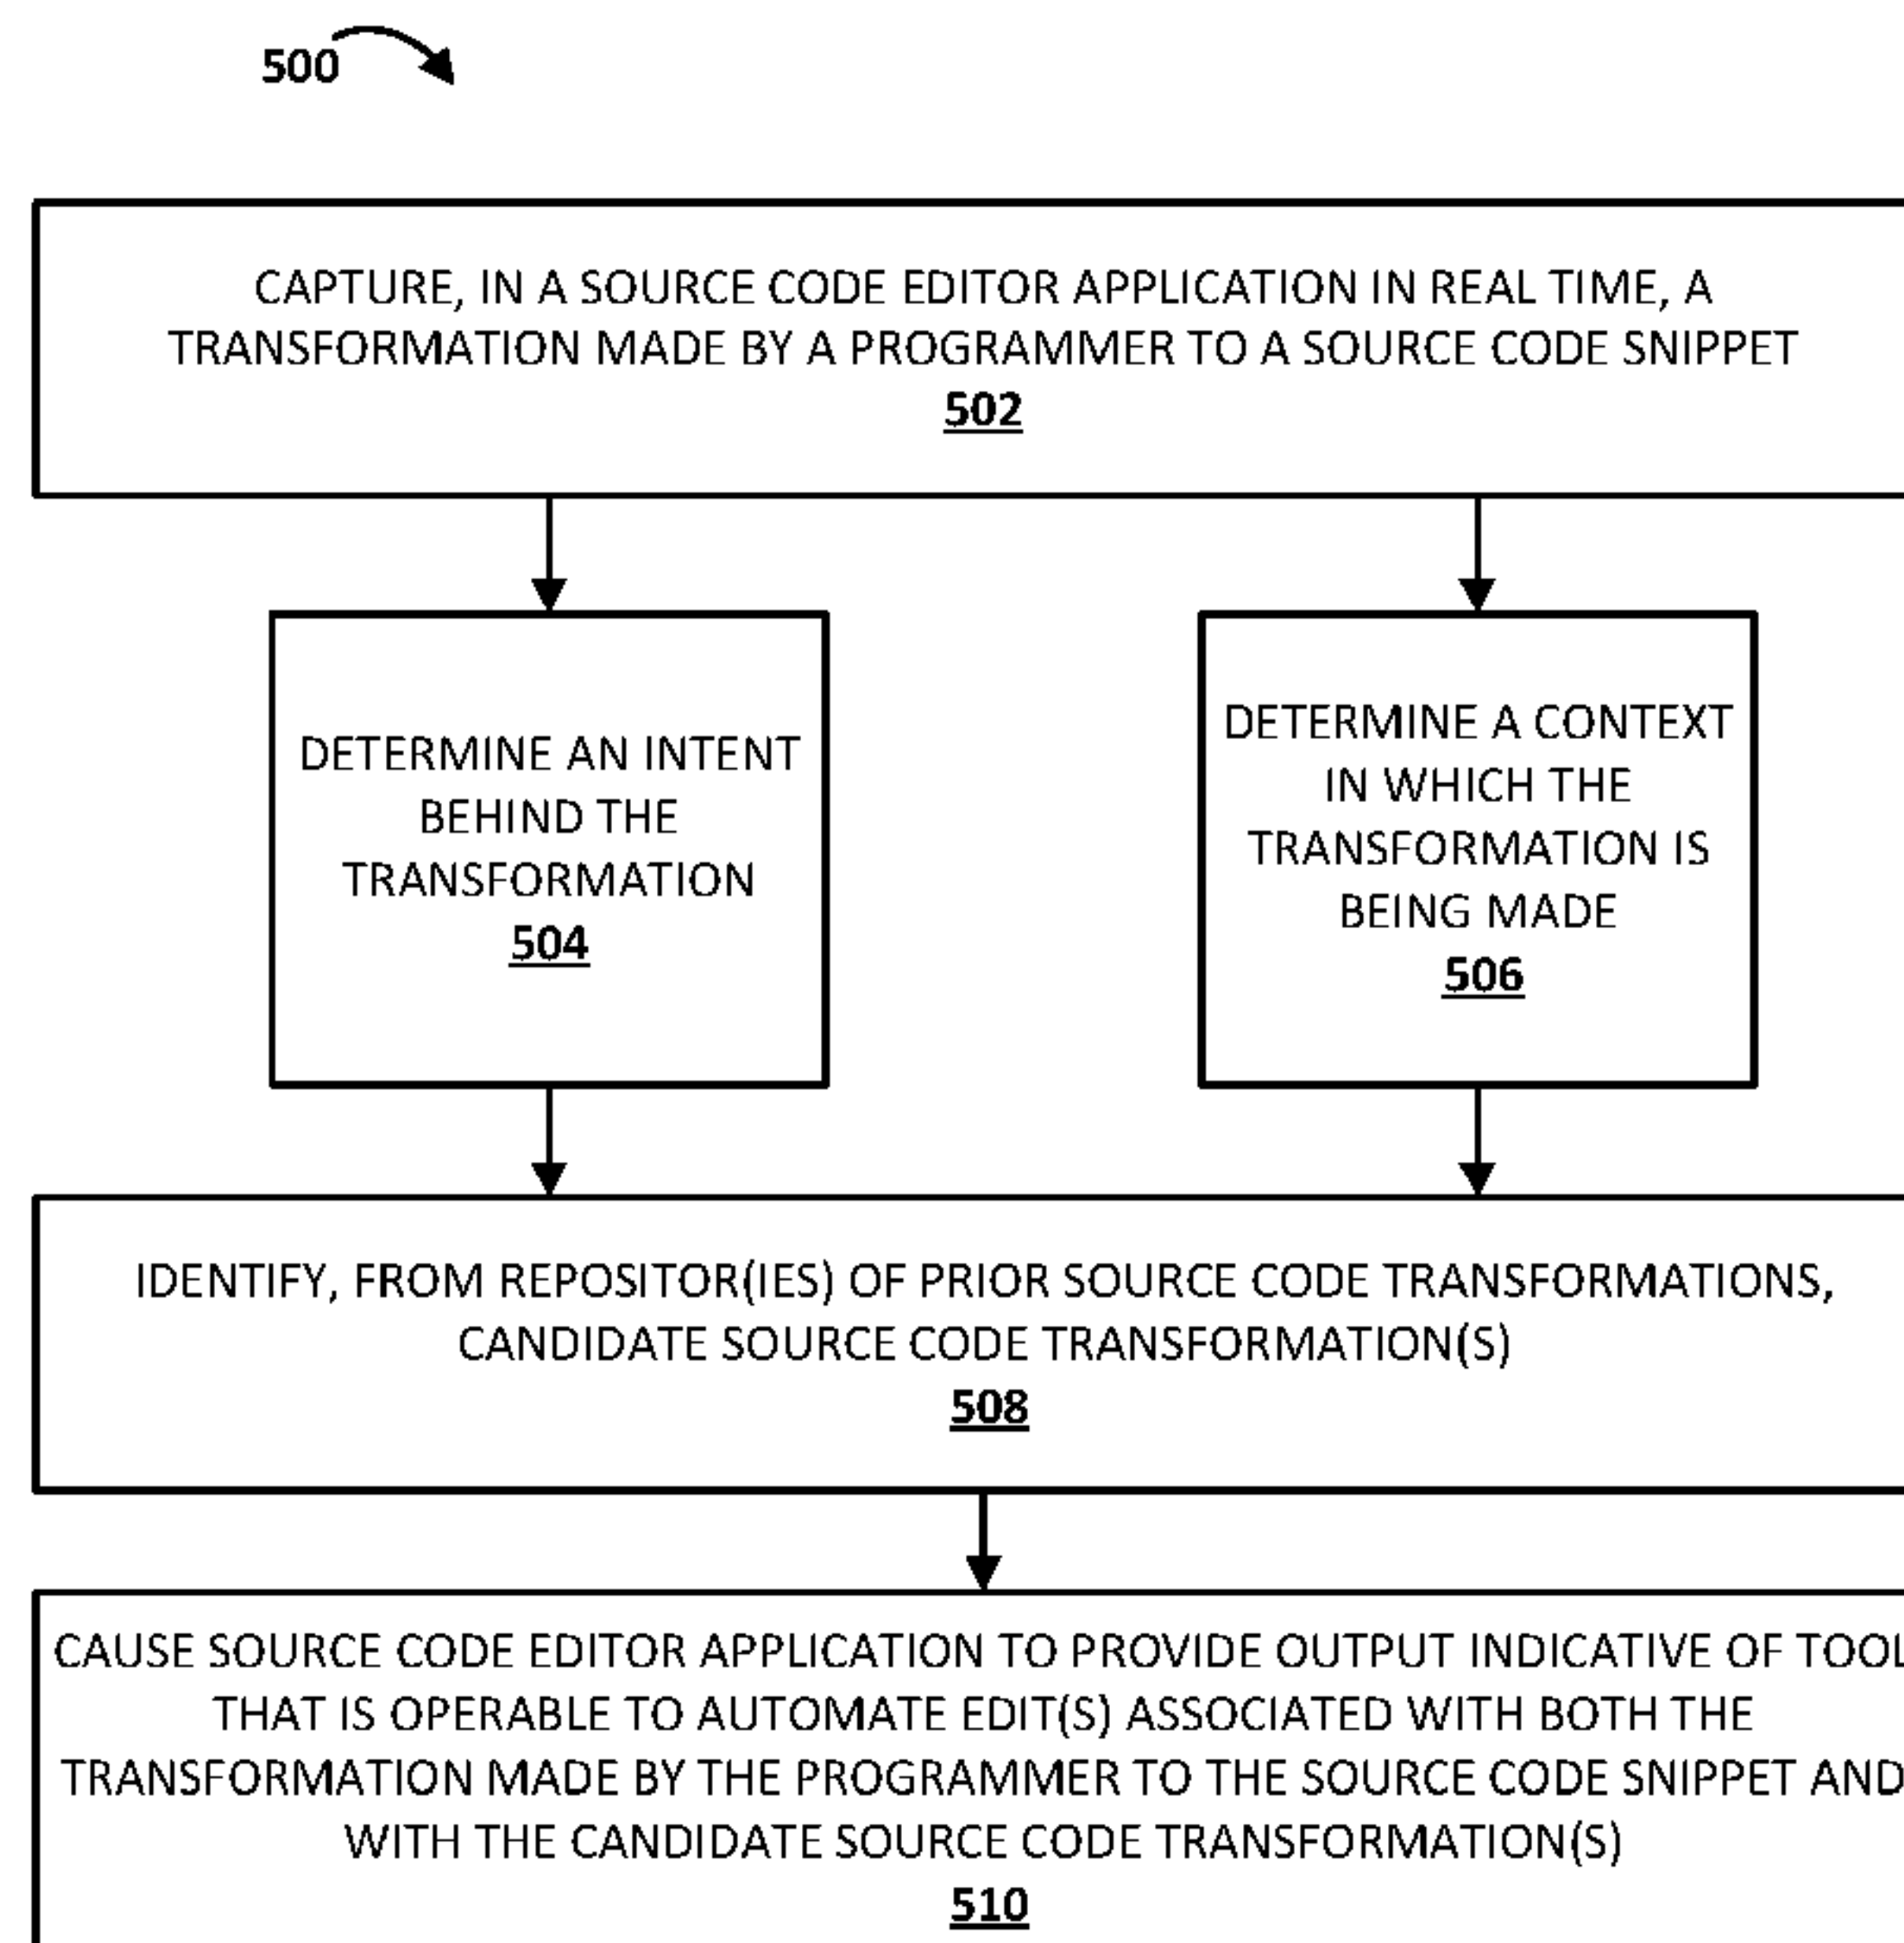 500
CAPTURE, IN A SOURCE CODE EDITOR APPLICATION IN REAL TIME, A
TRANSFORMATION MADE BY A PROGRAMMER TO A SOURCE CODE SNIPPET
502
DETERMINE AN INTENT
BEHIND THE
TRANSFORMATION
504
DETERMINE A CONTEXT
IN WHICH THE
TRANSFORMATION IS
BEING MADE
506
IDENTIFY, FROM REPOSITOR(IES) OF PRIOR SOURCE CODE TRANSFORMATIONS,
CANDIDATE SOURCE CODE TRANSFORMATION(S)
508
CAUSE SOURCE CODE EDITOR APPLICATION TO PROVIDE OUTPUT INDICATIVE OF TOOL
THAT IS OPERABLE TO AUTOMATE EDIT(S) ASSOCIATED WITH BOTH THE
TRANSFORMATION MADE BY THE PROGRAMMER TO THE SOURCE CODE SNIPPET AND
WITH THE CANDIDATE SOURCE CODE TRANSFORMATION(S)
510